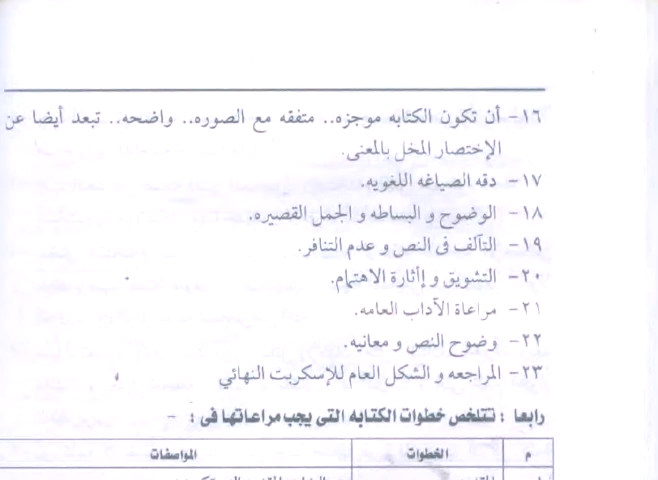 ١٦- أن تكون الكتابه موجزه.. متفقه مع الصوره.. واضحه.. تبعد أيضا عن
الإختصار المخل بالمعنى.
١٧- دقه الصياغه اللغويه.
١٨- الوضوح و البساطه و الجمل القصيره.
١٩- التآلف فى النص و عدم التنافر.
٢٠- التشويق و إأثارة الاهتمام.
٢١- مراعاة الآداب العامه.
٢٢- وضوح النص و معانيه.
٢٣- المراجعه و الشكل العام للإسكربت النهائي
رابعا : تتلخص خطوات الكتابه التى يجب مراعاتها فى : -
م الخطوات المواصفات